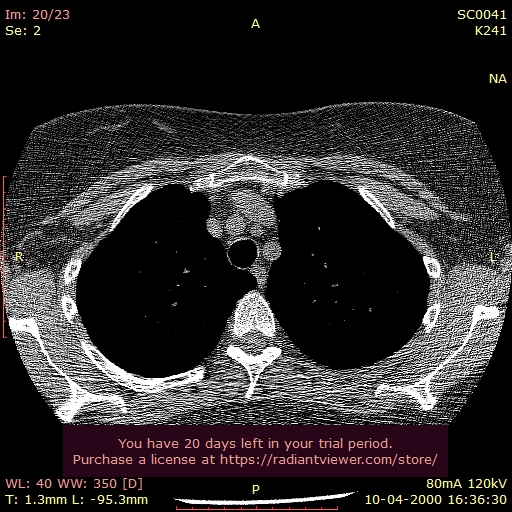 Im: 20/23
Se: 2
A
SC0041
K241
NA
R
L
You have 20 days left in your trial period.
Purchase a license at https://radiantviewer.com/store/
WL: 40 WW: 350 [D]
T: 1.3mm L: -95.3mm
P
80mA 120kV
10-04-2000 16:36:30